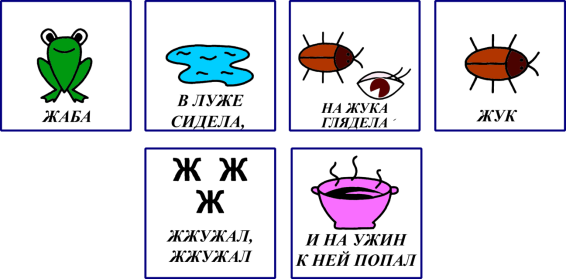 ЖАБА
В ЛУЖЕ
СИДЕЛА,
НА ЖУКА
ГЛЯДЕЛА
ЖУК
Ж Ж
Ж
ЖЖУЖАЛ,
ЖЖУЖАЛ
И НА УЖИН
К НЕЙ ПОПАЛ